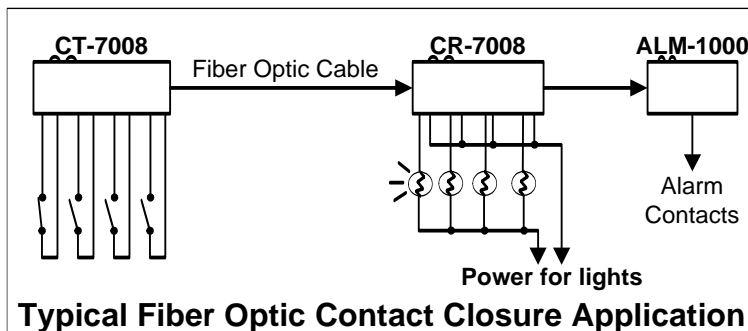 CT-7008
CR-7008
ALM-1000
Fiber Optic Cable
Alarm
Contacts
Power for lights
Typical Fiber Optic Contact Closure Application